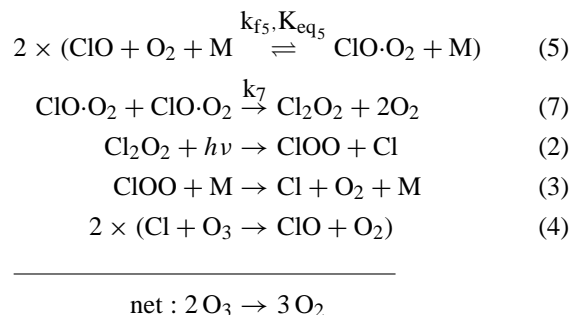 k_f5, K_eq5
2 × (ClO + O₂ + M ⇌ ClO·O₂ + M) (5)
k₇
ClO·O₂ + ClO·O₂ → Cl₂O₂ + 2O₂ (7)
Cl₂O₂ + hν → ClOO + Cl (2)
ClOO + M → Cl + O₂ + M (3)
2 × (Cl + O₃ → ClO + O₂) (4)
net : 2 O₃ → 3 O₂